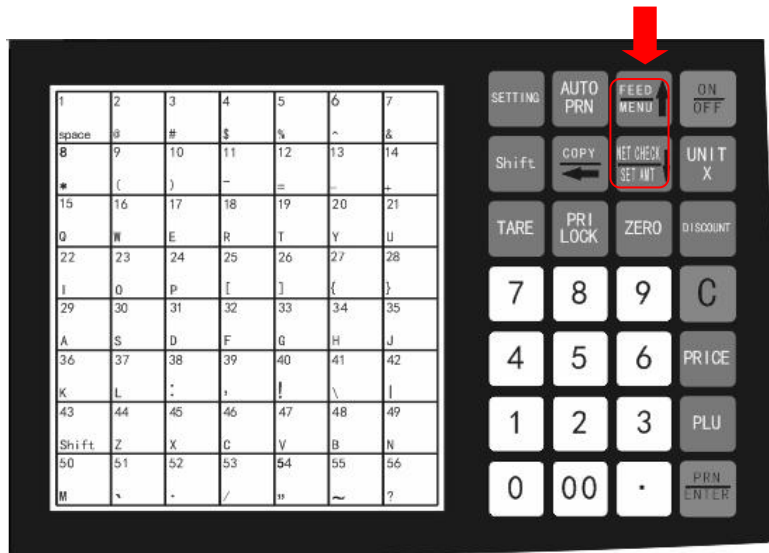 1 2 3 4 5 6 7
space @ # $ % ^ &
8 9 10 11 12 13 14
* ( ) - = _ +
15 16 17 18 19 20 21
Q W E R T Y U
22 23 24 25 26 27 28
I O P [ ] { }
29 30 31 32 33 34 35
A S D F G H J
36 37 38 39 40 41 42
K L : , ! \ |
43 44 45 46 47 48 49
Shift Z X C V B N
50 51 52 53 54 55 56
M 、 . / " ~ ?
SETTING
AUTO
PRN
FEED
MENU
ON
OFF
Shift
COPY
NET CHECK
SET AMT
UNIT
X
TARE
PRI
LOCK
ZERO
DISCOUNT
7 8 9 C
4 5 6 PRICE
1 2 3 PLU
0 00 .
PRN
ENTER